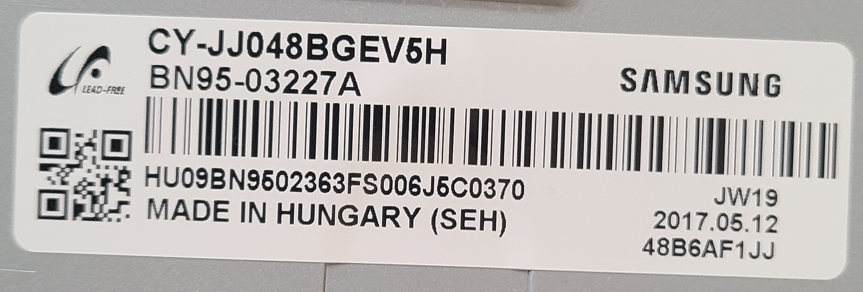 CY-JJ048BGEV5H
BN95-03227A
LEAD-FREE
SAMSUNG
HU09BN9502363FS006J5C0370
MADE IN HUNGARY (SEH)
JW19
2017.05.12
48B6AF1JJ